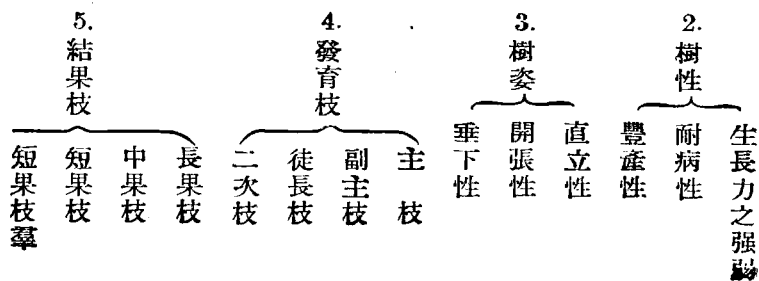 2.樹性
生長力之强弱
耐病性
豐產性
3.樹姿
直立性
開張性
垂下性
4.發育枝
主枝
副主枝
徒長枝
二次枝
5.結果枝
長果枝
中果枝
短果枝
短果枝羣